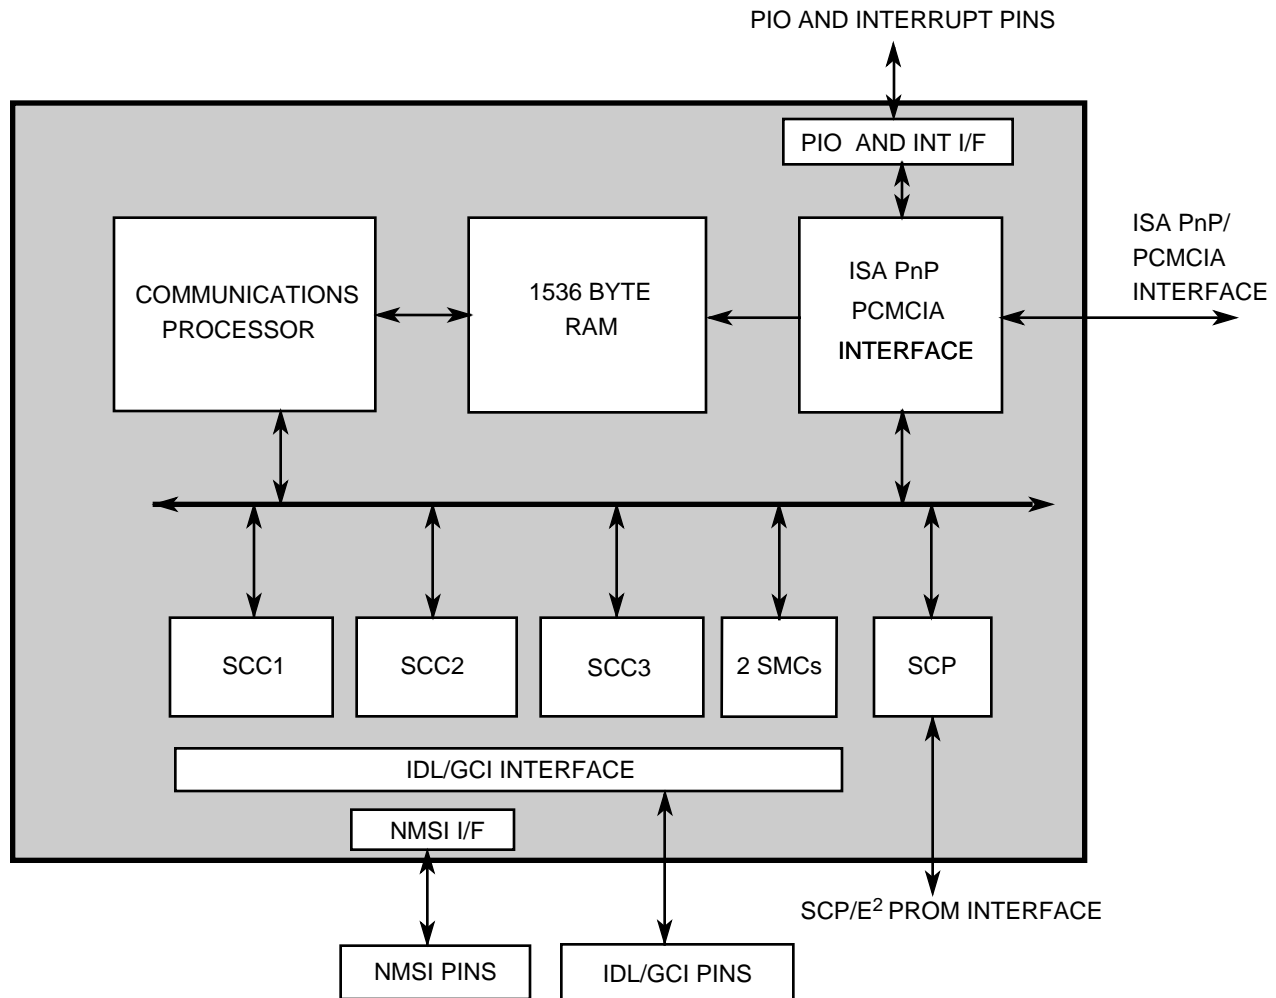 PIO AND INTERRUPT PINS
PIO AND INT I/F
COMMUNICATIONS
PROCESSOR
1536 BYTE
RAM
ISA PnP
PCMCIA
INTERFACE
ISA PnP/
PCMCIA
INTERFACE
SCC1
SCC2
SCC3
2 SMCs
SCP
IDL/GCI INTERFACE
NMSI I/F
SCP/E² PROM INTERFACE
NMSI PINS
IDL/GCI PINS